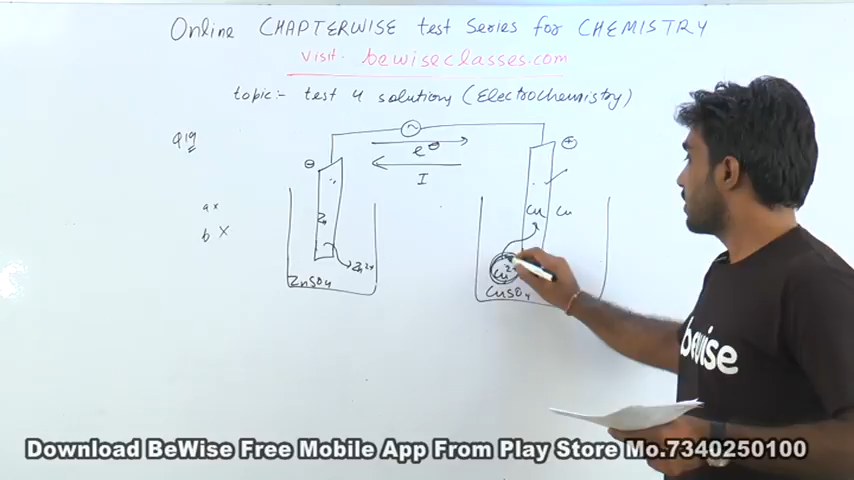 Online CHAPTERWISE test Series for CHEMISTRY
visit. bewiseclasses.com
topic:- test 4 solutions (Electrochemistry)
Q19
⊖
⊕
e⊖
I
a ×
b ×
Zn
Zn2+
ZnSO4
Cu
Cu
Cu2+
CuSO4
bewise
Download BeWise Free Mobile App From Play Store Mo.7340250100